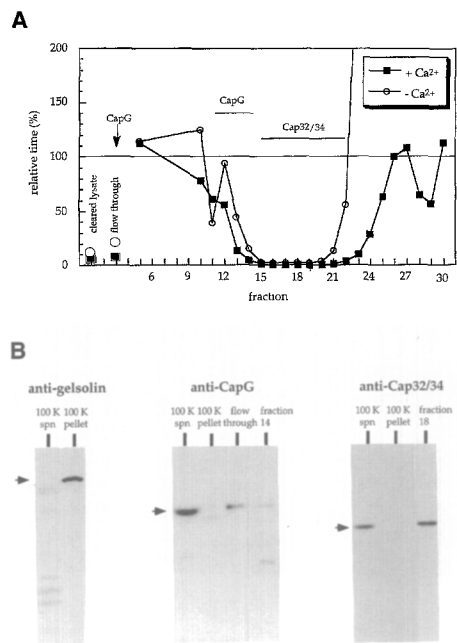 A
200
150
100
50
0
relative time (%)
CapG
cleared lysate
flow through
CapG
Cap32/34
+ Ca2+
- Ca2+
6 9 12 15 18 21 24 27 30
fraction
B
anti-gelsolin
100 K spn
100 K pellet
anti-CapG
100 K spn
100 K pellet
flow through
fraction 14
anti-Cap32/34
100 K spn
100 K pellet
fraction 18